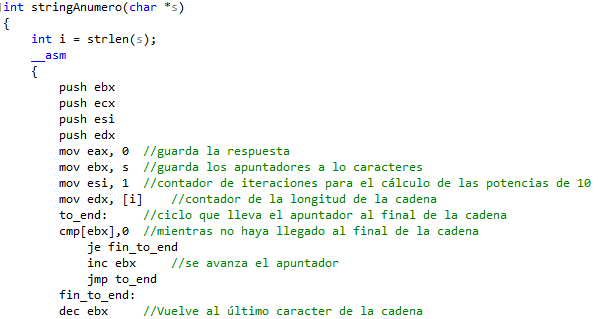 int stringAnumero(char *s)
{
    int i = strlen(s);
    __asm
    {
        push ebx
        push ecx
        push esi
        push edx
        mov eax, 0  //guarda la respuesta
        mov ebx, s  //guarda los apuntadores a lo caracteres
        mov esi, 1  //contador de iteraciones para el cálculo de las potencias de 10
        mov edx, [i]    //contador de la longitud de la cadena
        to_end:     //ciclo que lleva el apuntador al final de la cadena
        cmp[ebx],0  //mientras no haya llegado al final de la cadena
            je fin_to_end
            inc ebx     //se avanza el apuntador
            jmp to_end
        fin_to_end:
        dec ebx     //Vuelve al último caracter de la cadena